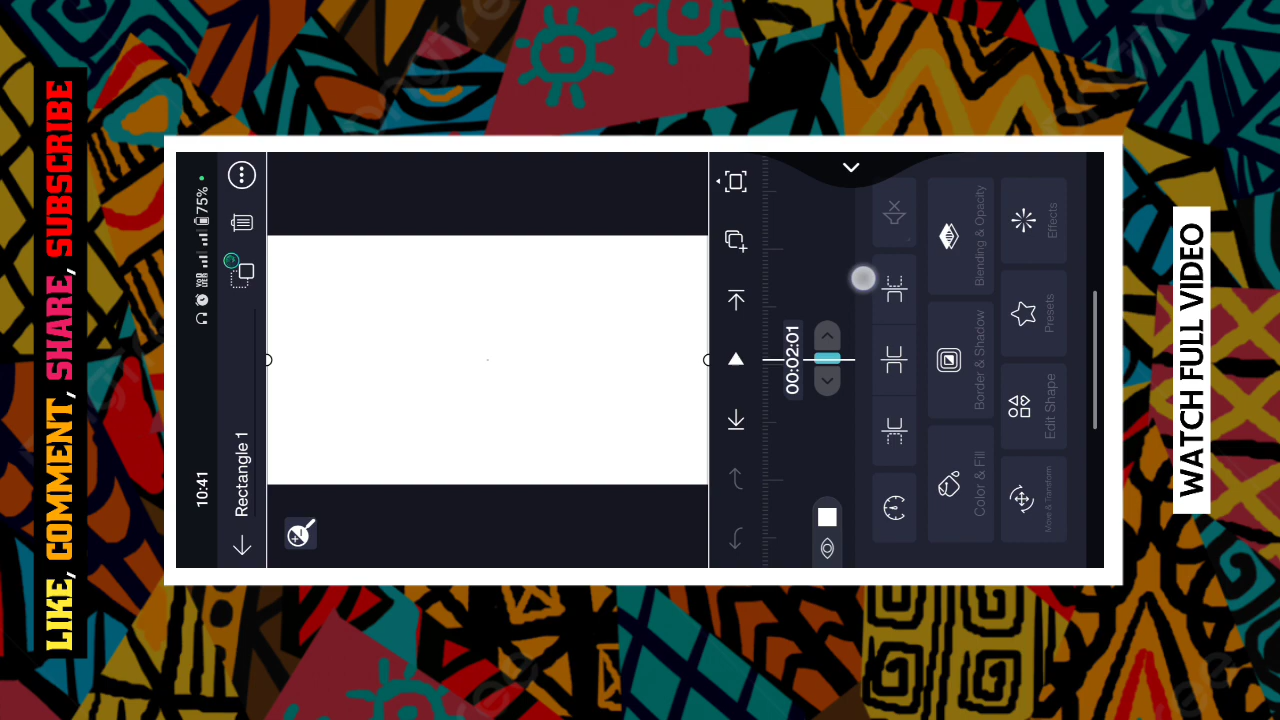 LIKE, COMMENT, SHARE, SUBSCRIBE
10:41
75%
Rectangle 1
00:02:01
Color & Fill
Border & Shadow
Blending & Opacity
Move & Transform
Edit Shape
Presets
Effects
WATCH FULL VIDEO